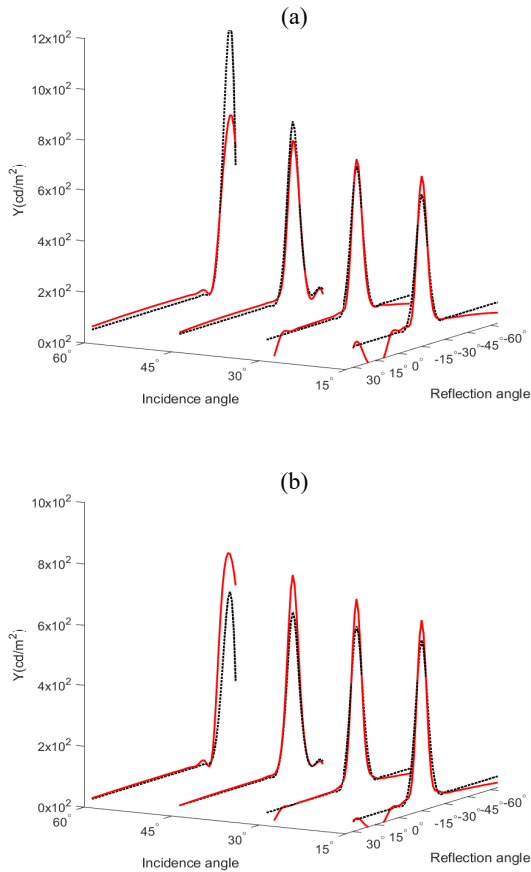 (a)
12x10²
10x10²
8x10²
6x10²
4x10²
2x10²
0x10²
Y(cd/m²)
60°
45°
30°
15°
Incidence angle
30°
15°
0°
-15°
-30°
-45°
-60°
Reflection angle
(b)
10x10²
8x10²
6x10²
4x10²
2x10²
0x10²
Y(cd/m²)
60°
45°
30°
15°
Incidence angle
30°
15°
0°
-15°
-30°
-45°
-60°
Reflection angle